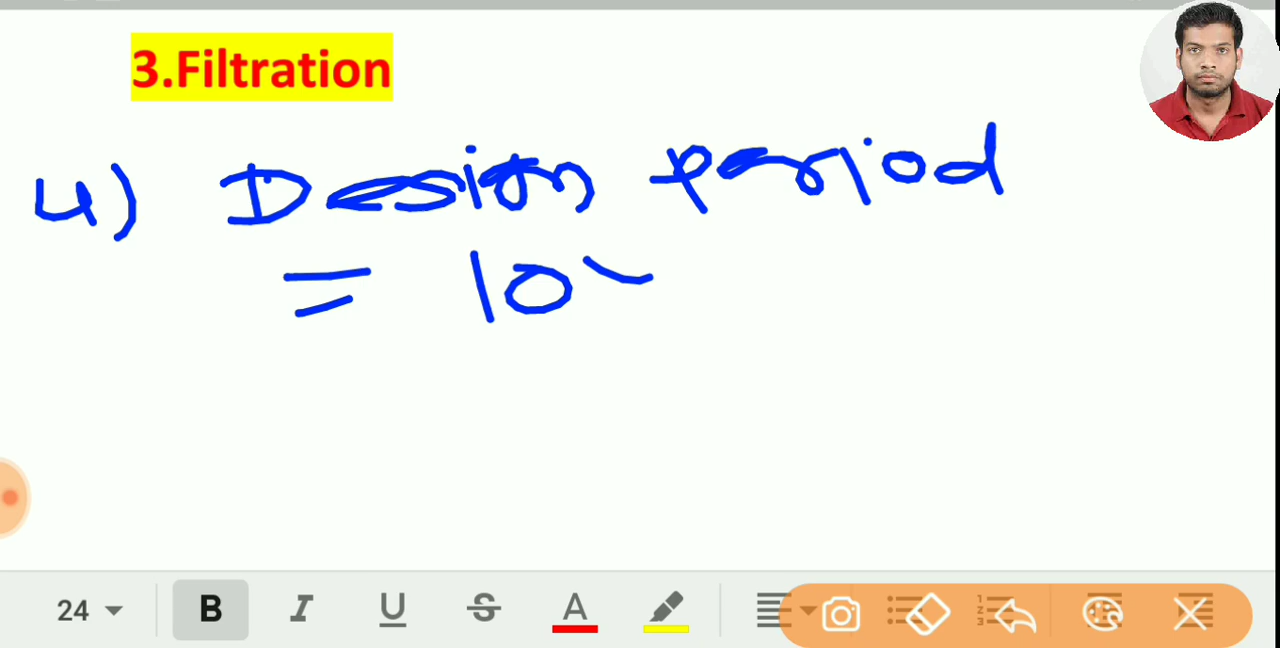 3.Filtration
4) Design period
= 10
24 B I U S A